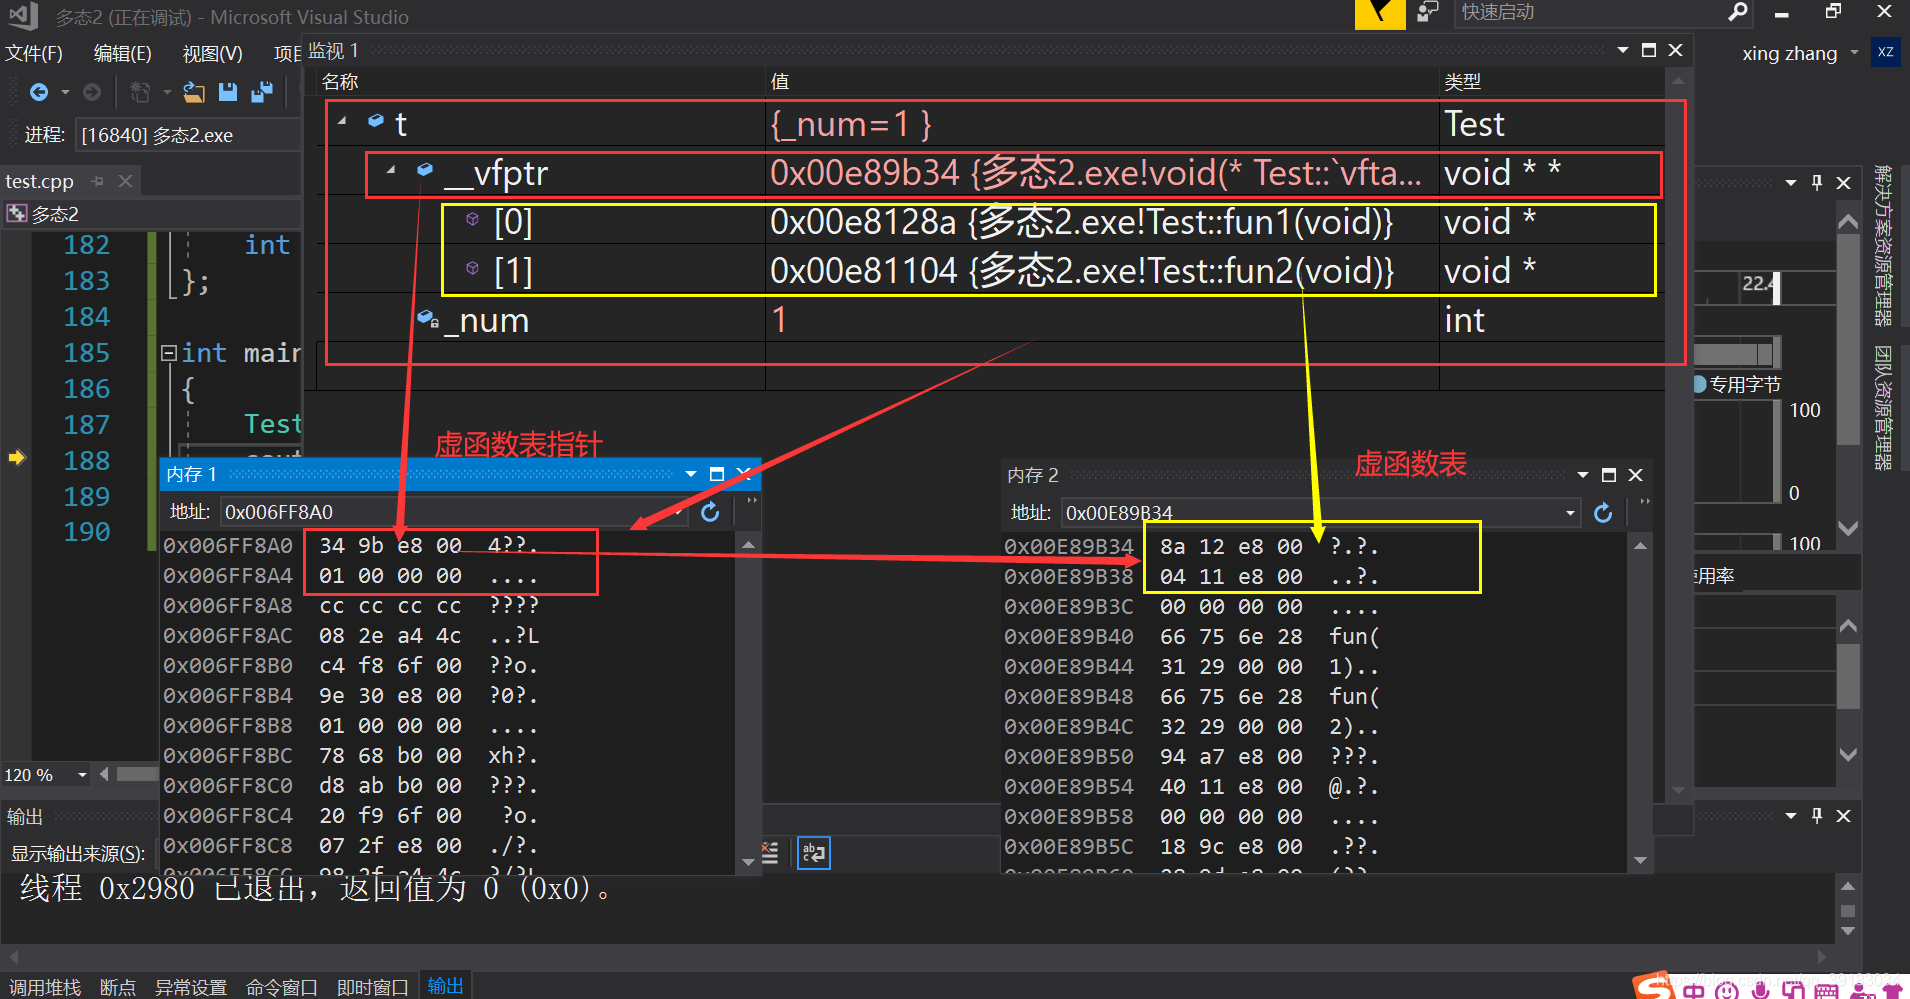 多态2 (正在调试) - Microsoft Visual Studio
快速启动
文件(F) 编辑(E) 视图(V) 项目
xing zhang
XZ
进程: [16840] 多态2.exe
test.cpp
多态2
监视 1
名称 值 类型
t {_num=1 } Test
__vfptr 0x00e89b34 {多态2.exe!void(* Test::`vfta... void * *
[0] 0x00e8128a {多态2.exe!Test::fun1(void)} void *
[1] 0x00e81104 {多态2.exe!Test::fun2(void)} void *
_num 1 int
182 int
183 };
184
185 int main
186 {
187 Test
188
189
190
虚函数表指针
虚函数表
内存 1
地址: 0x006FF8A0
0x006FF8A0 34 9b e8 00 4??.
0x006FF8A4 01 00 00 00 ....
0x006FF8A8 cc cc cc cc ????
0x006FF8AC 08 2e a4 4c ..?L
0x006FF8B0 c4 f8 6f 00 ??o.
0x006FF8B4 9e 30 e8 00 ?0?.
0x006FF8B8 01 00 00 00 ....
0x006FF8BC 78 68 b0 00 xh?.
0x006FF8C0 d8 ab b0 00 ???.
0x006FF8C4 20 f9 6f 00 ?o.
0x006FF8C8 07 2f e8 00 ./?.
内存 2
地址: 0x00E89B34
0x00E89B34 8a 12 e8 00 ?.?.
0x00E89B38 04 11 e8 00 ..?.
0x00E89B3C 00 00 00 00 ....
0x00E89B40 66 75 6e 28 fun(
0x00E89B44 31 29 00 00 1)..
0x00E89B48 66 75 6e 28 fun(
0x00E89B4C 32 29 00 00 2)..
0x00E89B50 94 a7 e8 00 ???.
0x00E89B54 40 11 e8 00 @.?.
0x00E89B58 00 00 00 00 ....
0x00E89B5C 18 9c e8 00 .??.
解决方案资源管理器
团队资源管理器
22.4
专用字节
100
0
100
使用率
120 %
输出
显示输出来源(S):
线程 0x2980 已退出，返回值为 0 (0x0)。
调用堆栈 断点 异常设置 命令窗口 即时窗口 输出
中